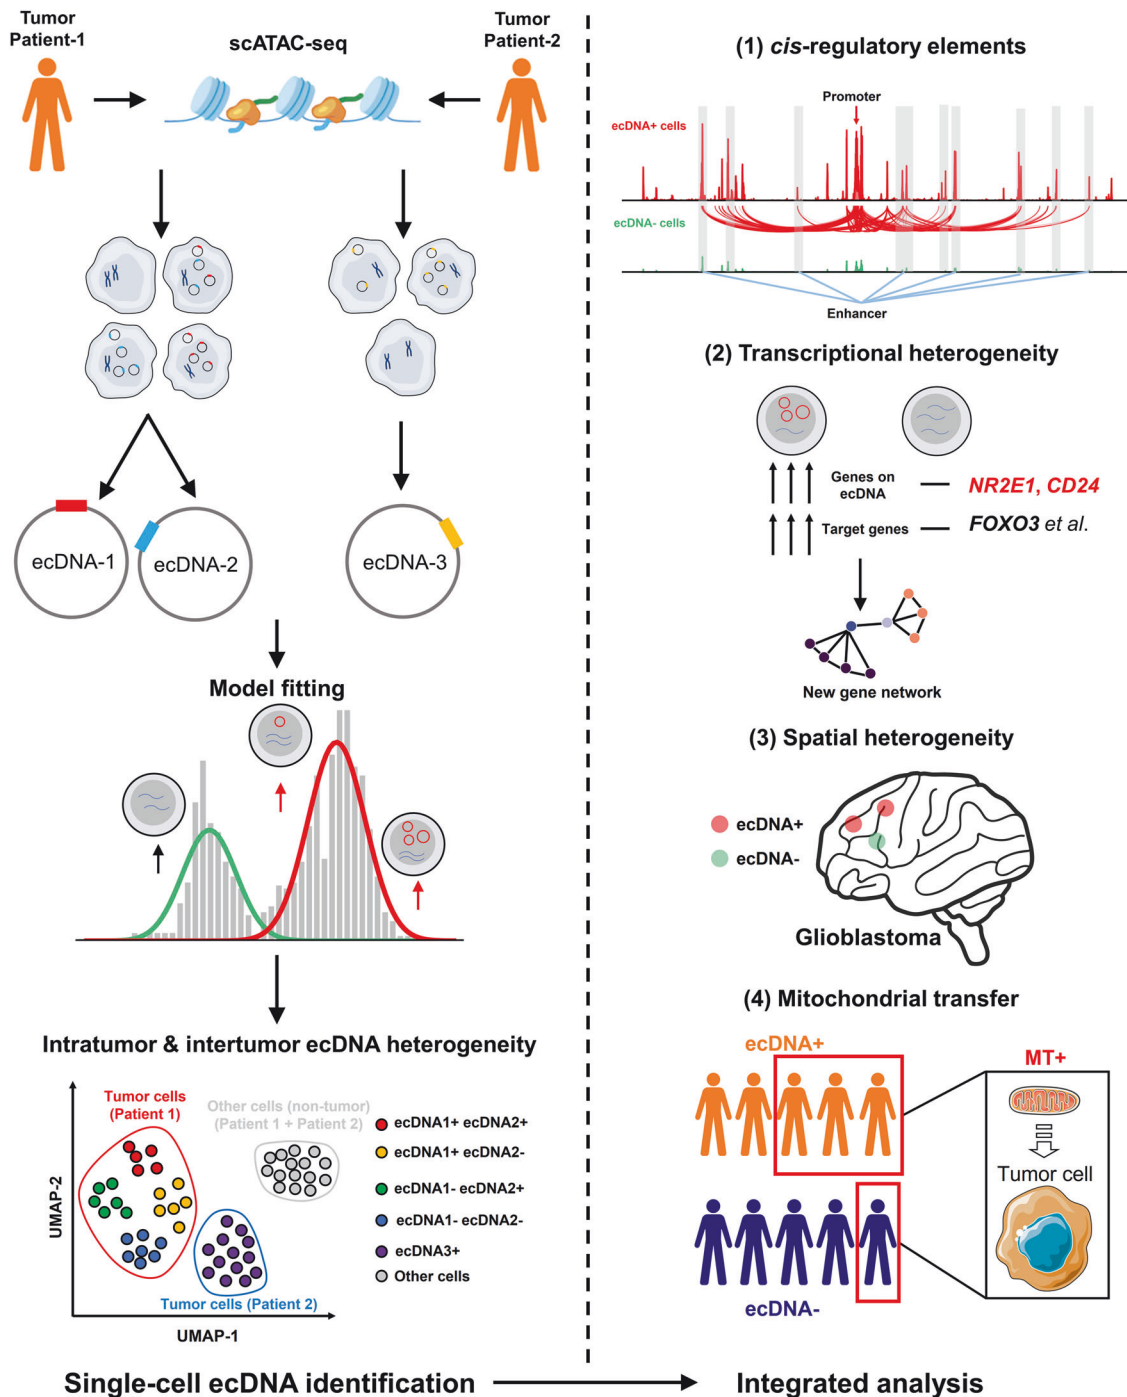 Tumor
Patient-1
scATAC-seq
Tumor
Patient-2
ecDNA-1
ecDNA-2
ecDNA-3
Model fitting
Intratumor & intertumor ecDNA heterogeneity
Tumor cells
(Patient 1)
Other cells (non-tumor)
(Patient 1 + Patient 2)
ecDNA1+ ecDNA2+
ecDNA1+ ecDNA2-
ecDNA1- ecDNA2+
ecDNA1- ecDNA2-
ecDNA3+
Other cells
UMAP-2
Tumor cells (Patient 2)
UMAP-1
Single-cell ecDNA identification
(1) cis-regulatory elements
Promoter
ecDNA+ cells
ecDNA- cells
Enhancer
(2) Transcriptional heterogeneity
Genes on
ecDNA
NR2E1, CD24
Target genes
FOXO3 et al.
New gene network
(3) Spatial heterogeneity
ecDNA+
ecDNA-
Glioblastoma
(4) Mitochondrial transfer
ecDNA+
MT+
Tumor cell
ecDNA-
Integrated analysis